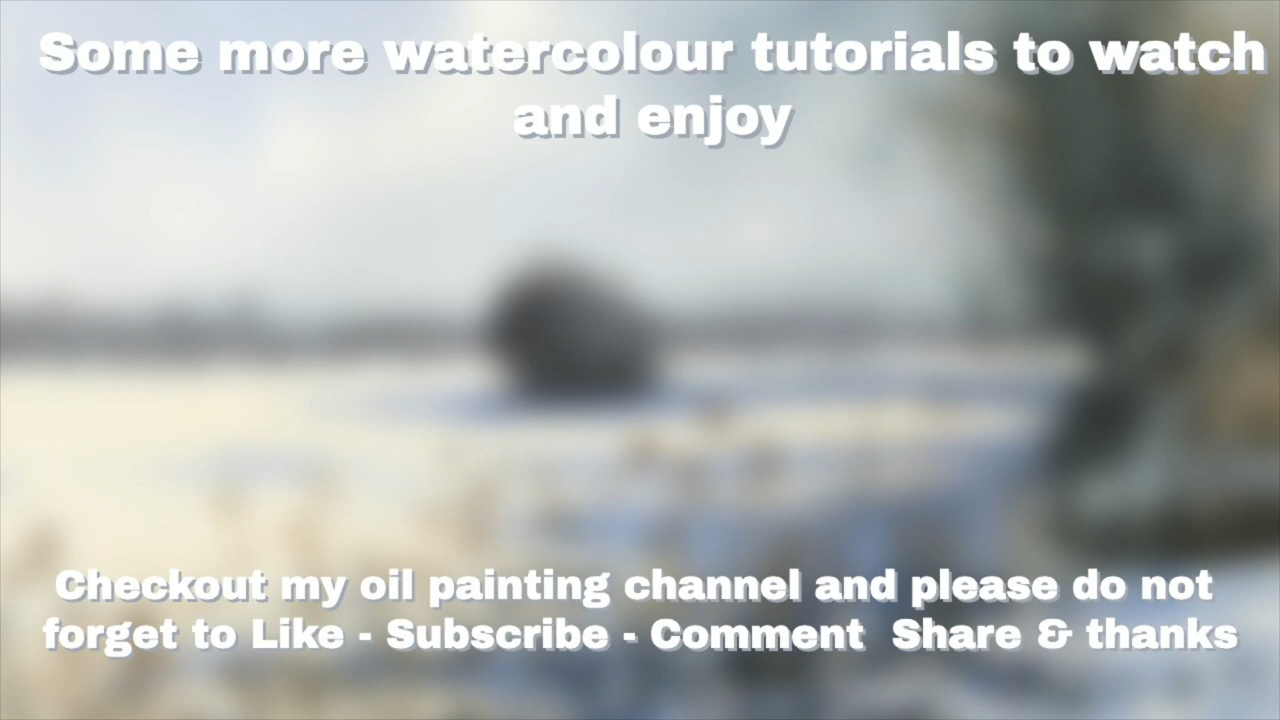 Some more watercolour tutorials to watch
and enjoy
Checkout my oil painting channel and please do not
forget to Like - Subscribe - Comment  Share & thanks